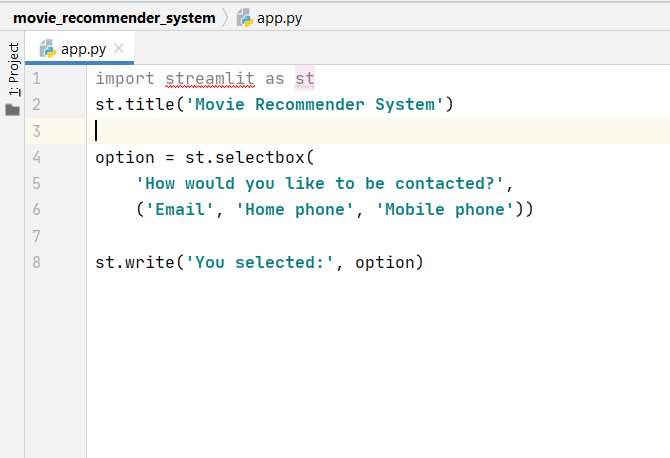 movie_recommender_system app.py
app.py
1: Project
1 import streamlit as st
2 st.title('Movie Recommender System')
3
4 option = st.selectbox(
5     'How would you like to be contacted?',
6     ('Email', 'Home phone', 'Mobile phone'))
7
8 st.write('You selected:', option)